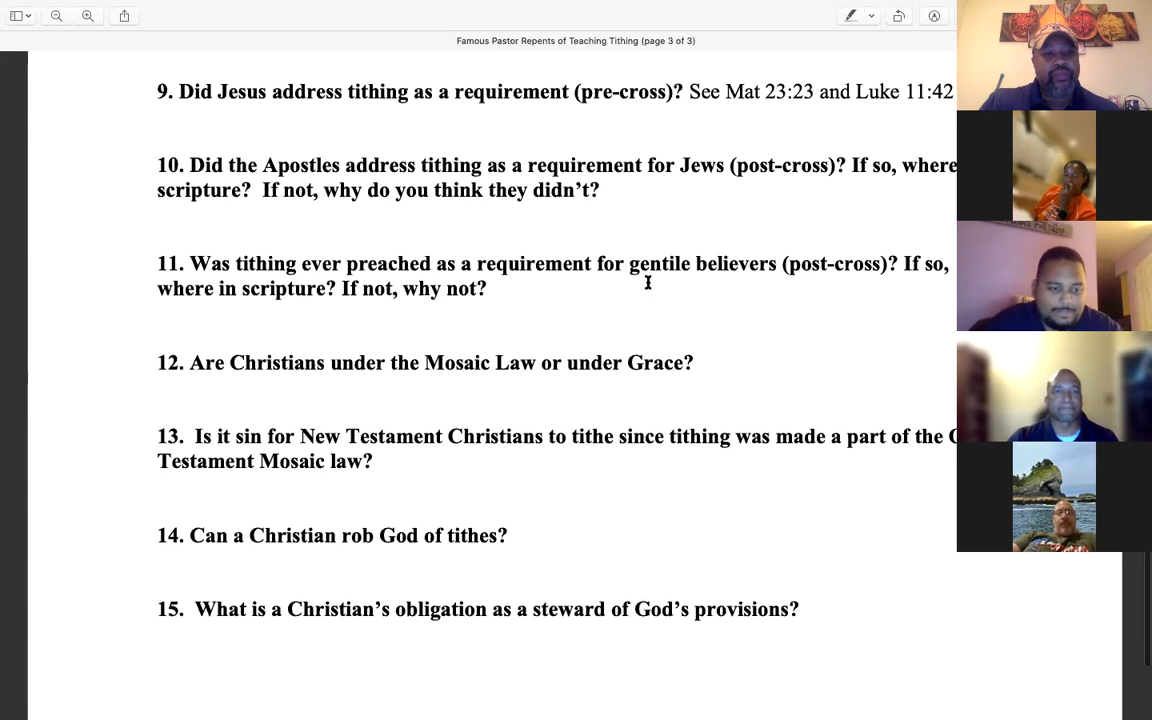 Famous Pastor Repents of Teaching Tithing (page 3 of 3)
9. Did Jesus address tithing as a requirement (pre-cross)? See Mat 23:23 and Luke 11:42
10. Did the Apostles address tithing as a requirement for Jews (post-cross)? If so, where
scripture?  If not, why do you think they didn’t?
11. Was tithing ever preached as a requirement for gentile believers (post-cross)? If so,
where in scripture? If not, why not?
12. Are Christians under the Mosaic Law or under Grace?
13.  Is it sin for New Testament Christians to tithe since tithing was made a part of the
Testament Mosaic law?
14. Can a Christian rob God of tithes?
15.  What is a Christian’s obligation as a steward of God’s provisions?